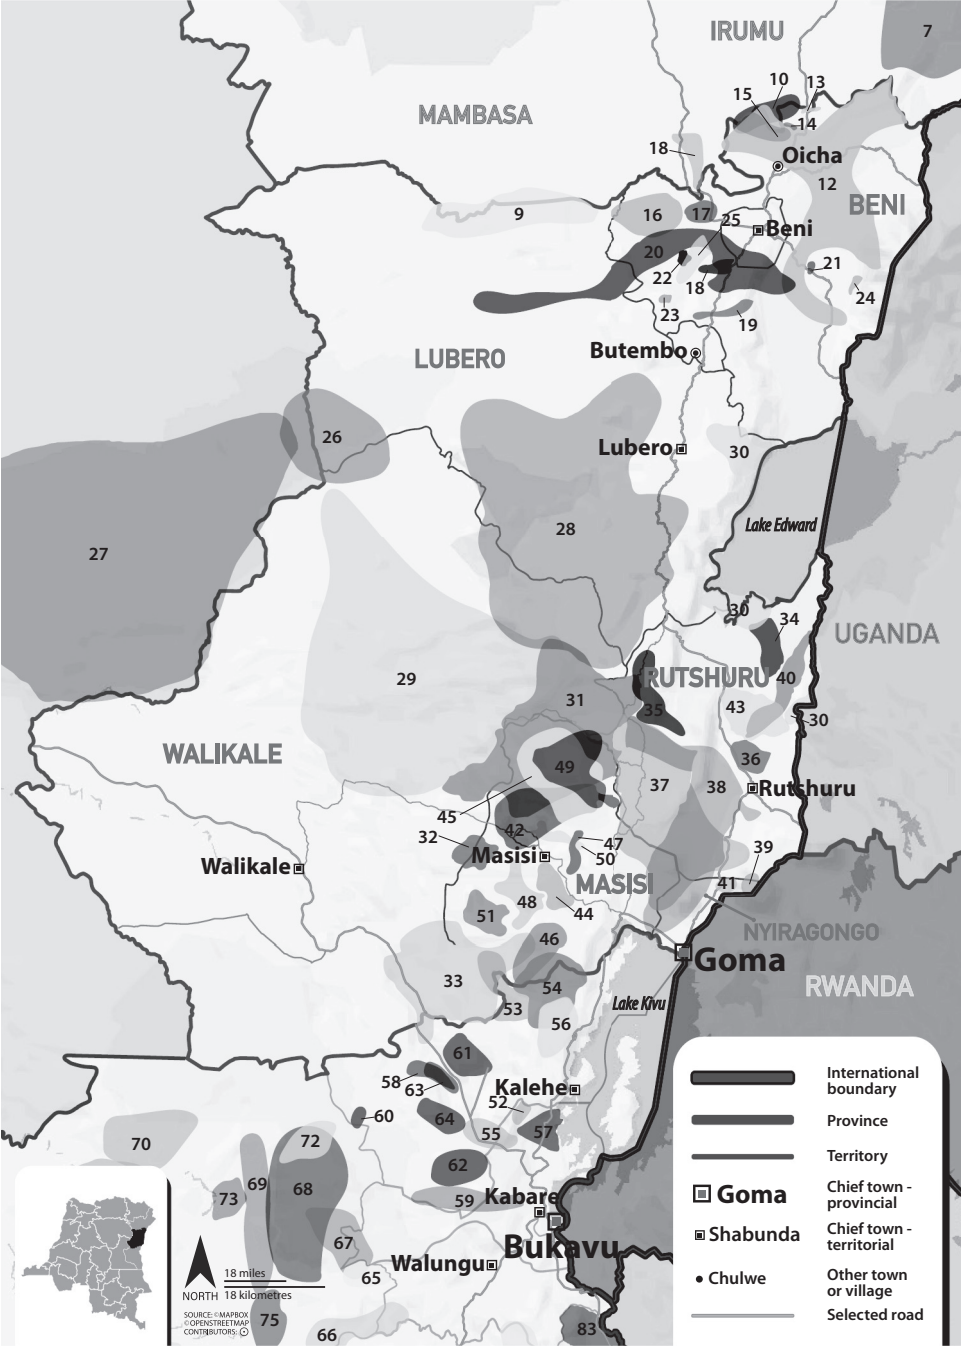 IRUMU
7
10
13
15
MAMBASA
14
18
Oicha
12
BENI
9
16
17
25
Beni
20
21
22
18
24
23
19
Butembo
LUBERO
26
Lubero
30
Lake Edward
28
27
30
34
UGANDA
29
RUTSHURU
40
31
35
43
30
WALIKALE
36
49
37
38
Rutshuru
45
42
32
47
39
Masisi
50
Walikale
MASISI
41
48
44
51
NYIRAGONGO
46
Goma
33
54
RWANDA
53
Lake Kivu
56
61
58
63
Kalehe
52
60
64
55
57
70
72
62
69
68
73
59
Kabare
67
Bukavu
Walungu
65
75
66
83
NORTH
18 miles
18 kilometres
SOURCE: ©MAPBOX
©OPENSTREETMAP
CONTRIBUTORS:
International
boundary
Province
Territory
Goma
Chief town -
provincial
Shabunda
Chief town -
territorial
Chulwe
Other town
or village
Selected road